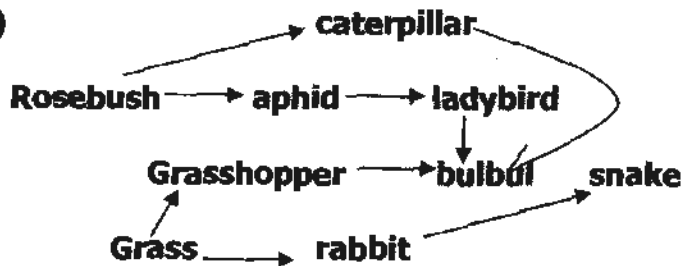 caterpillar
Rosebush aphid ladybird
Grasshopper bulbul snake
Grass rabbit